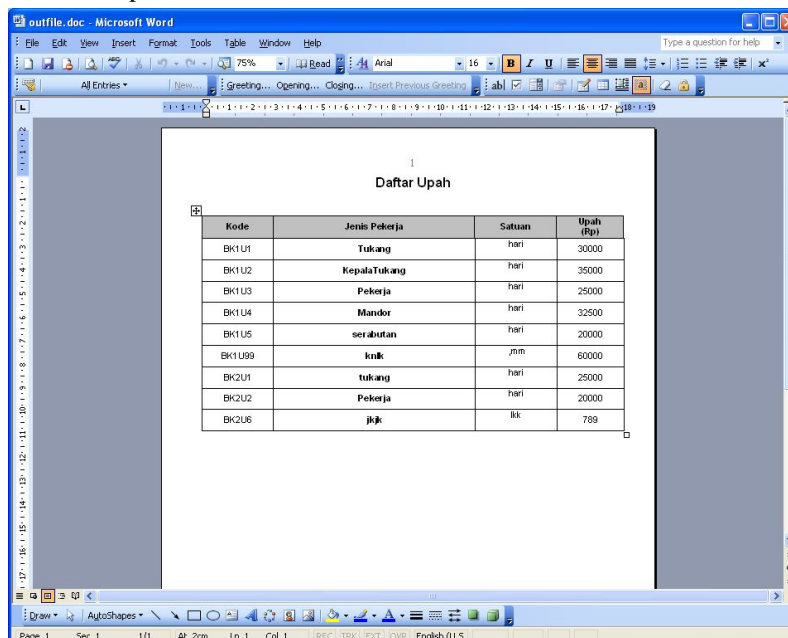 outfile.doc - Microsoft Word
File Edit View Insert Format Tools Table Window Help Type a question for help
75% Read Arial 16 B I U
All Entries New... Greeting... Opening... Closing... Insert Previous Greeting ab
1
Daftar Upah
Kode Jenis Pekerja Satuan Upah (Rp)
BK1U1 Tukang hari 30000
BK1U2 KepalaTukang hari 35000
BK1U3 Pekerja hari 25000
BK1U4 Mandor hari 32500
BK1U5 serabutan hari 20000
BK1U99 knlk ,mm 60000
BK2U1 tukang hari 25000
BK2U2 Pekerja hari 20000
BK2U6 jkjk lkk 789
Draw AutoShapes
Page 1 Sec 1 1/1 At 2cm Ln 1 Col 1 REC TRK EXT OVR English (U.S